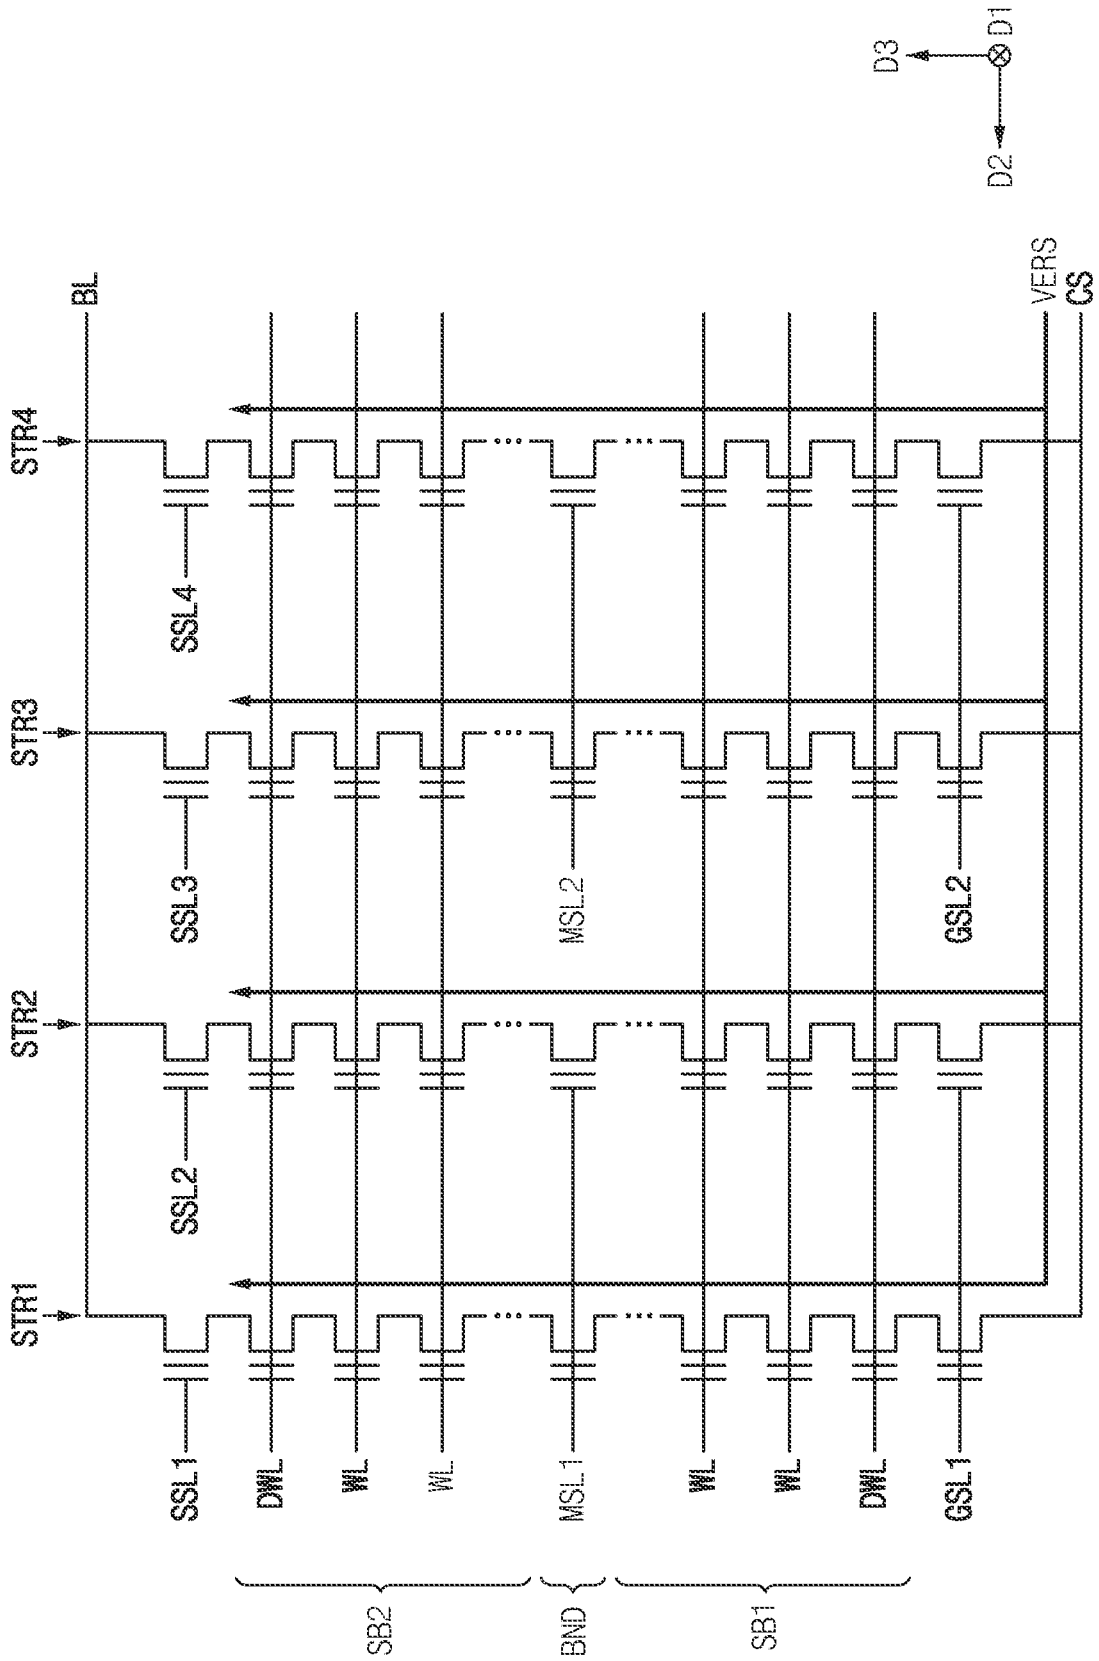 STR1
STR2
STR3
STR4
BL
SSL1
SSL2
SSL3
SSL4
DWL
WL
WL
MSL1
MSL2
WL
WL
DWL
GSL1
GSL2
VERS
CS
SB2
BND
SB1
D3
D2
D1